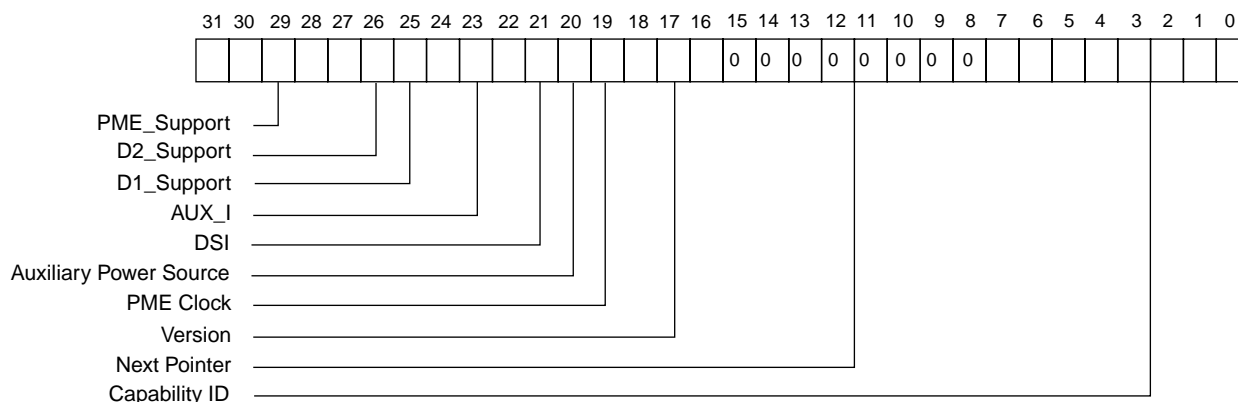 31 30 29 28 27 26 25 24 23 22 21 20 19 18 17 16 15 14 13 12 11 10 9 8 7 6 5 4 3 2 1 0
0 0 0 0 0 0 0 0
PME_Support
D2_Support
D1_Support
AUX_I
DSI
Auxiliary Power Source
PME Clock
Version
Next Pointer
Capability ID